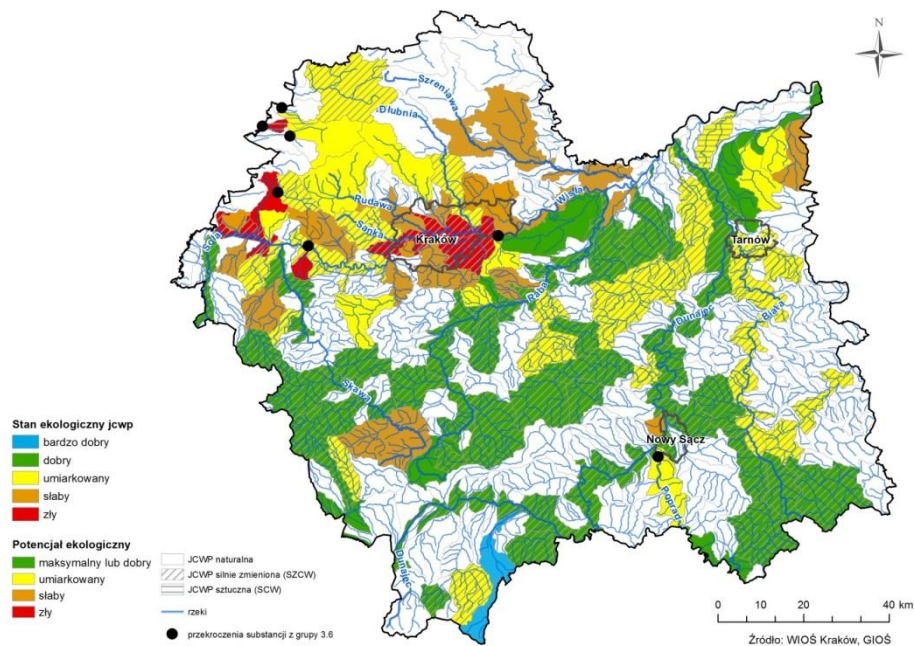 N
Szreniawa
Dłubnia
Rudawa
Sanka
Wisła
Kraków
Soła
Tarnów
Raba
Dunajec
Biała
Skawa
Nowy Sącz
Poprad
Dunajec
Stan ekologiczny jcwp
bardzo dobry
dobry
umiarkowany
słaby
zły
Potencjał ekologiczny
maksymalny lub dobry
umiarkowany
słaby
zły
JCWP naturalna
JCWP silnie zmieniona (SZCW)
JCWP sztuczna (SCW)
rzeki
przekroczenia substancji z grupy 3.6
0 10 20 40 km
Źródło: WIOŚ Kraków, GIOŚ